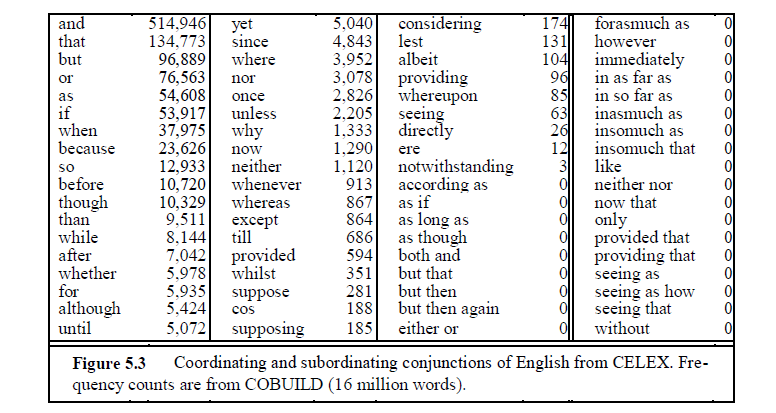 and 514,946 yet 5,040 considering 174 forasmuch as 0
that 134,773 since 4,843 lest 131 however 0
but 96,889 where 3,952 albeit 104 immediately 0
or 76,563 nor 3,078 providing 96 in as far as 0
as 54,608 once 2,826 whereupon 85 in so far as 0
if 53,917 unless 2,205 seeing 63 inasmuch as 0
when 37,975 why 1,333 directly 26 insomuch as 0
because 23,626 now 1,290 ere 12 insomuch that 0
so 12,933 neither 1,120 notwithstanding 3 like 0
before 10,720 whenever 913 according as 0 neither nor 0
though 10,329 whereas 867 as if 0 now that 0
than 9,511 except 864 as long as 0 only 0
while 8,144 till 686 as though 0 provided that 0
after 7,042 provided 594 both and 0 providing that 0
whether 5,978 whilst 351 but that 0 seeing as 0
for 5,935 suppose 281 but then 0 seeing as how 0
although 5,424 cos 188 but then again 0 seeing that 0
until 5,072 supposing 185 either or 0 without 0
Figure 5.3 Coordinating and subordinating conjunctions of English from CELEX. Fre-
quency counts are from COBUILD (16 million words).